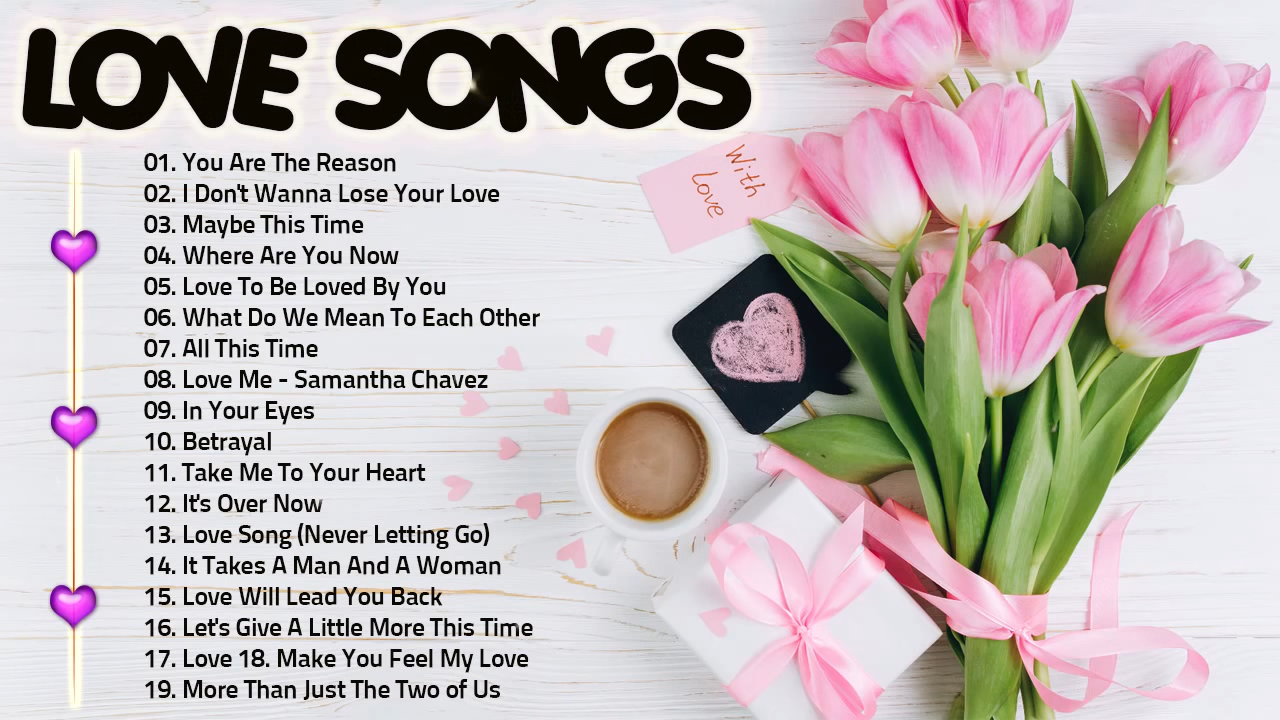 LOVE SONGS
01. You Are The Reason
02. I Don't Wanna Lose Your Love
03. Maybe This Time
04. Where Are You Now
05. Love To Be Loved By You
06. What Do We Mean To Each Other
07. All This Time
08. Love Me - Samantha Chavez
09. In Your Eyes
10. Betrayal
11. Take Me To Your Heart
12. It's Over Now
13. Love Song (Never Letting Go)
14. It Takes A Man And A Woman
15. Love Will Lead You Back
16. Let's Give A Little More This Time
17. Love 18. Make You Feel My Love
19. More Than Just The Two of Us
With
Love